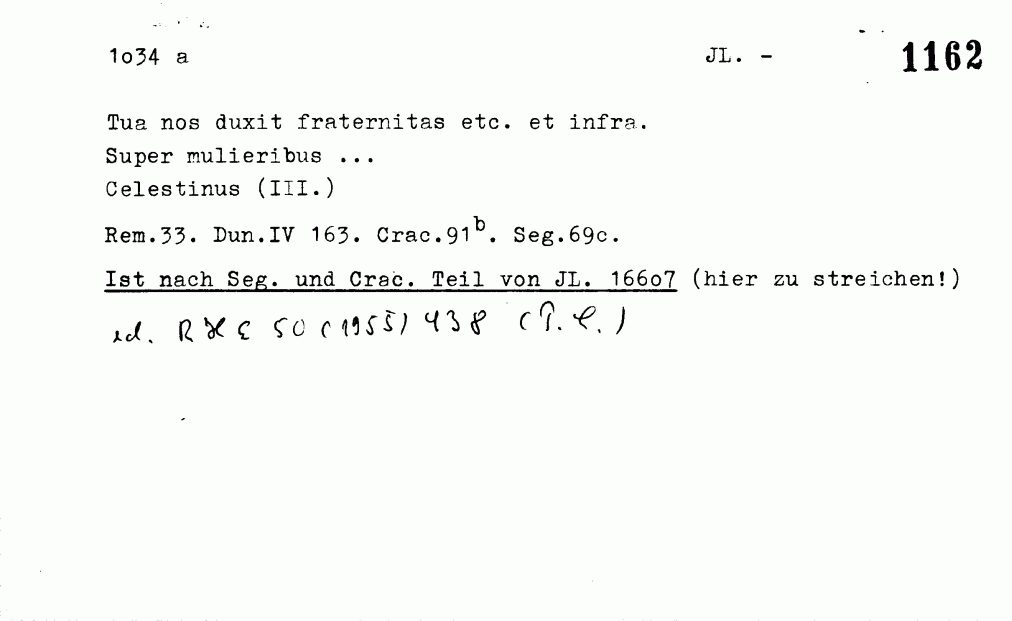 1o34 a JL. - 1162
Tua nos duxit fraternitas etc. et infra.
Super mulieribus ...
Celestinus (III.)
Rem.33. Dun.IV 163. Crac.91b. Seg.69c.
Ist nach Seg. und Crac. Teil von JL. 166o7 (hier zu streichen!)
ed. RHE 50 (1955) 438 (P.C.)